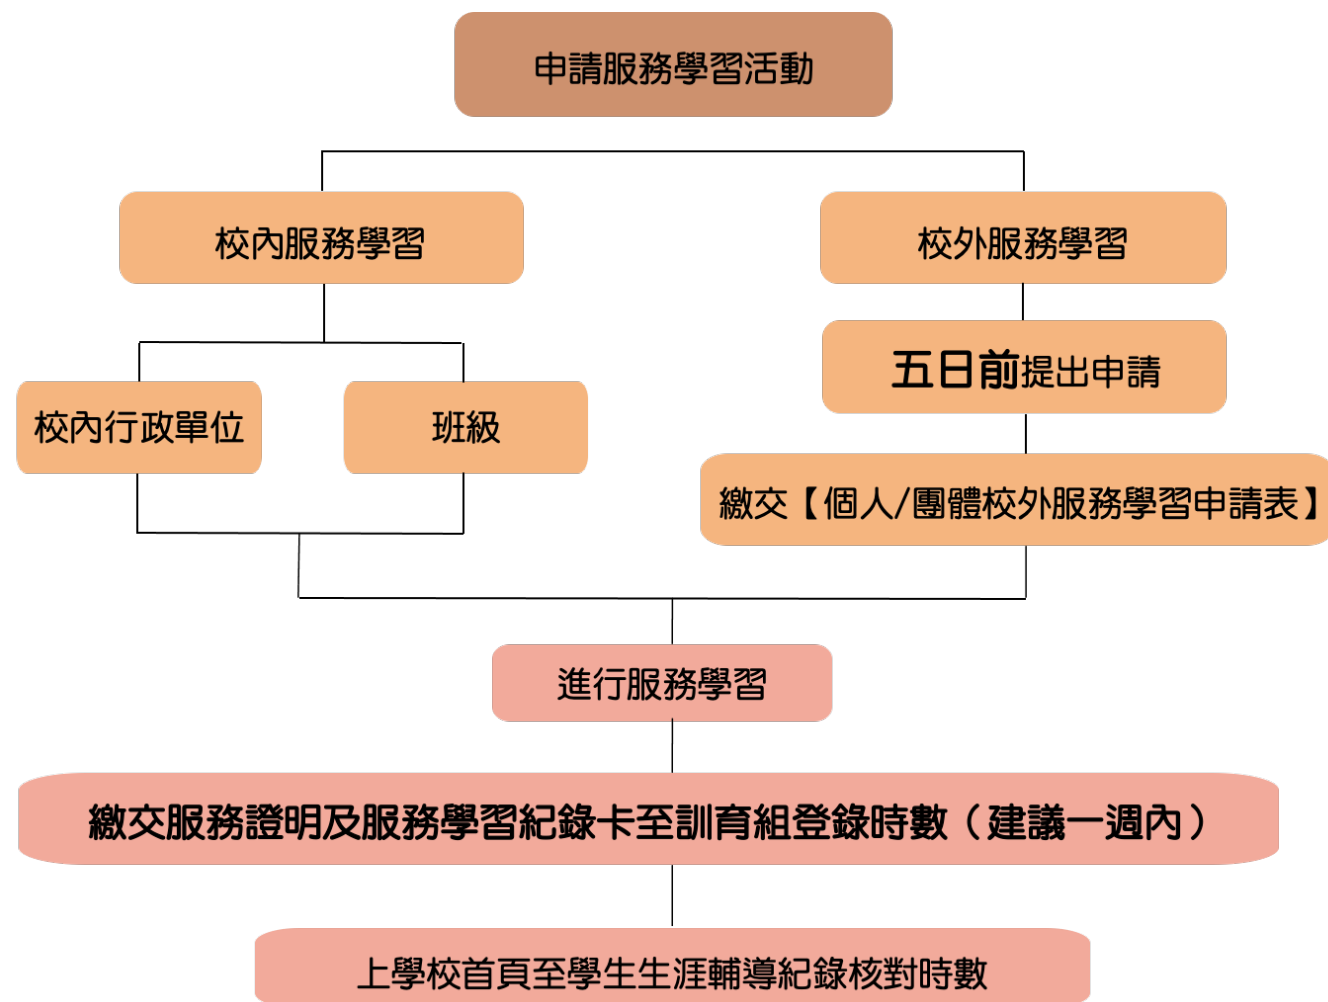 申請服務學習活動
校內服務學習
校外服務學習
五日前提出申請
校內行政單位
班級
繳交【個人/團體校外服務學習申請表】
進行服務學習
繳交服務證明及服務學習紀錄卡至訓育組登錄時數（建議一週內）
上學校首頁至學生生涯輔導紀錄核對時數